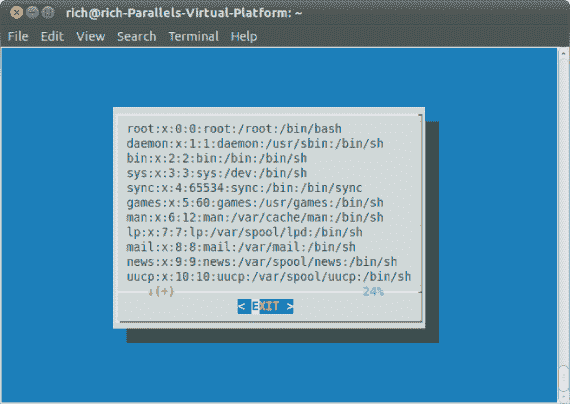 rich@rich-Parallels-Virtual-Platform: ~
File Edit View Search Terminal Help
root:x:0:0:root:/root:/bin/bash
daemon:x:1:1:daemon:/usr/sbin:/bin/sh
bin:x:2:2:bin:/bin:/bin/sh
sys:x:3:3:sys:/dev:/bin/sh
sync:x:4:65534:sync:/bin:/bin/sync
games:x:5:60:games:/usr/games:/bin/sh
man:x:6:12:man:/var/cache/man:/bin/sh
lp:x:7:7:lp:/var/spool/lpd:/bin/sh
mail:x:8:8:mail:/var/mail:/bin/sh
news:x:9:9:news:/var/spool/news:/bin/sh
uucp:x:10:10:uucp:/var/spool/uucp:/bin/sh
↓(+) 24%
< EXIT >